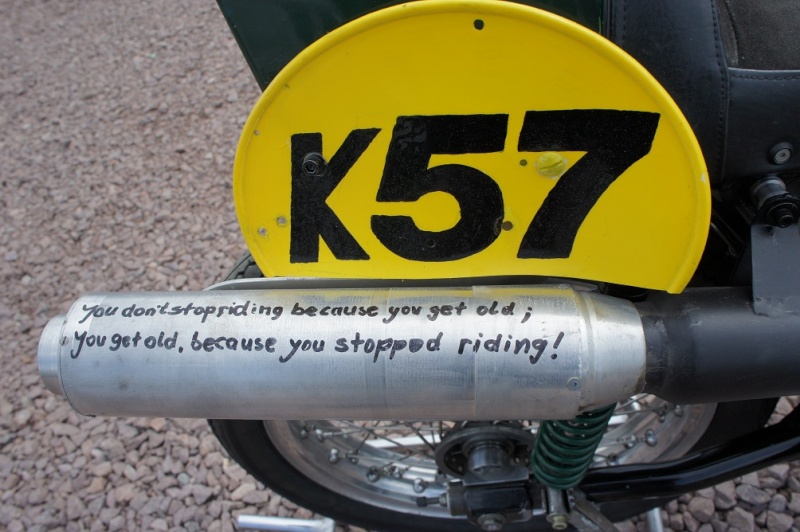 K57
You don't stop riding because you get old ;
You get old, because you stopped riding!